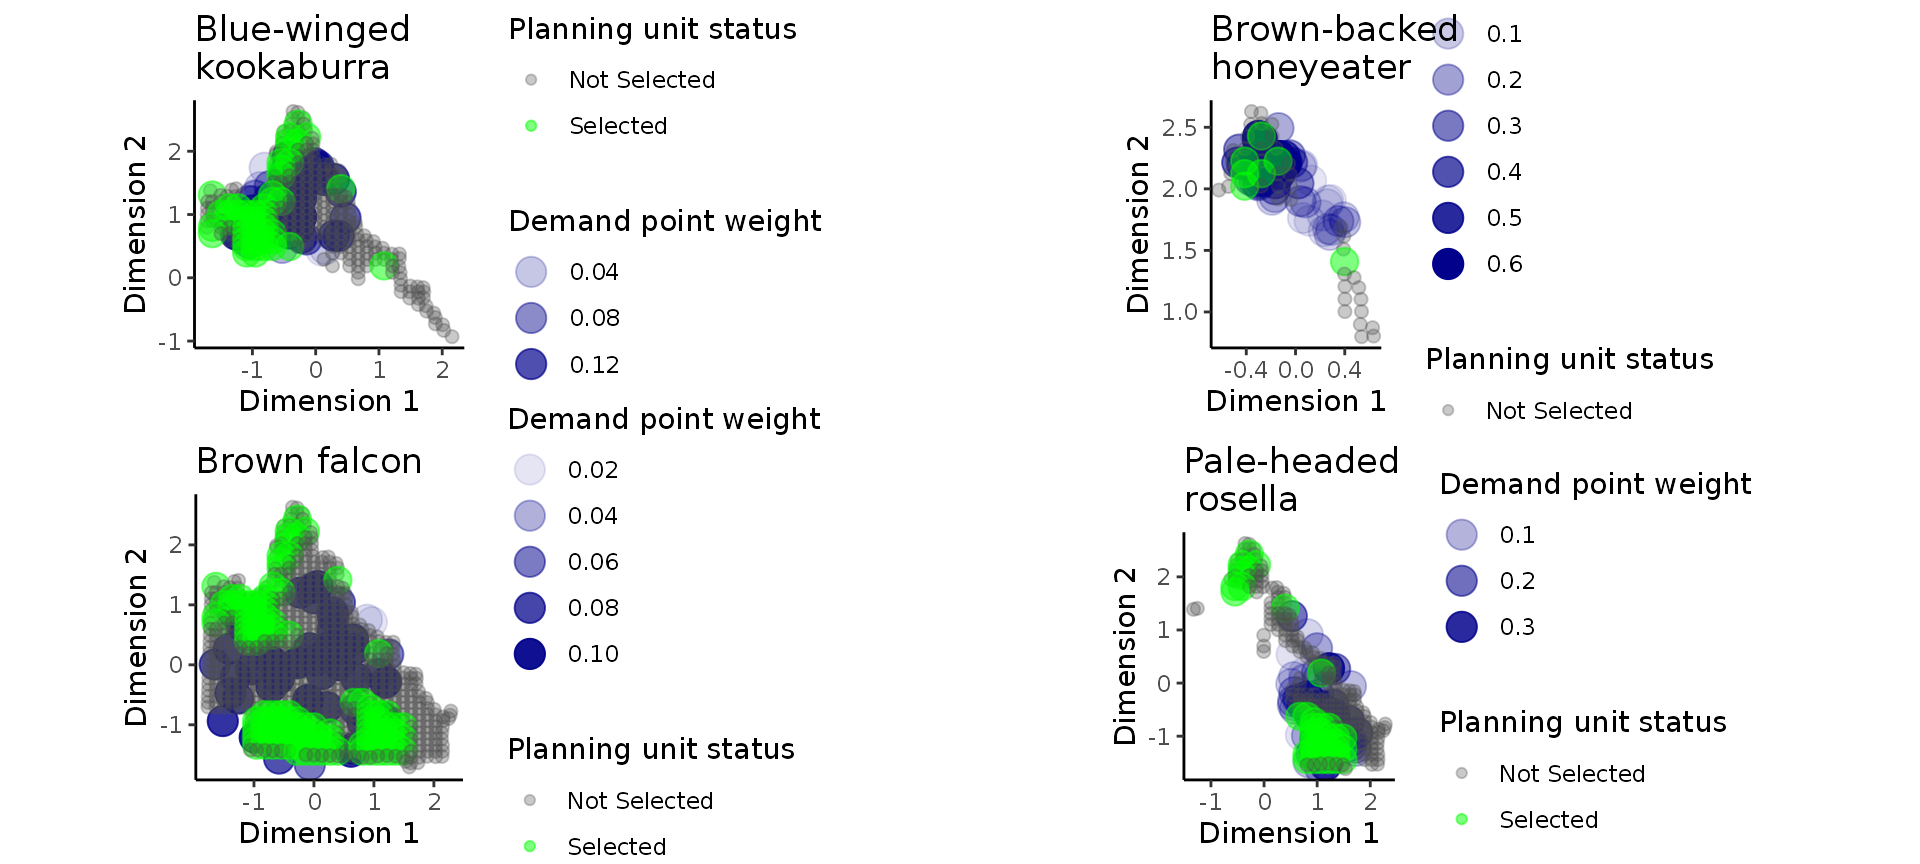 Blue-winged
kookaburra
Dimension 2
2
1
0
-1
-1
0
1
2
Dimension 1
Planning unit status
Not Selected
Selected
Demand point weight
0.04
0.08
0.12
Brown-backed
honeyeater
Dimension 2
2.5
2.0
1.5
1.0
-0.4
0.0
0.4
Dimension 1
0.1
0.2
0.3
0.4
0.5
0.6
Planning unit status
Not Selected
Brown falcon
Dimension 2
2
1
0
-1
-1
0
1
2
Dimension 1
Demand point weight
0.02
0.04
0.06
0.08
0.10
Planning unit status
Not Selected
Selected
Pale-headed
rosella
Dimension 2
2
1
0
-1
-1
0
1
2
Dimension 1
Demand point weight
0.1
0.2
0.3
Planning unit status
Not Selected
Selected